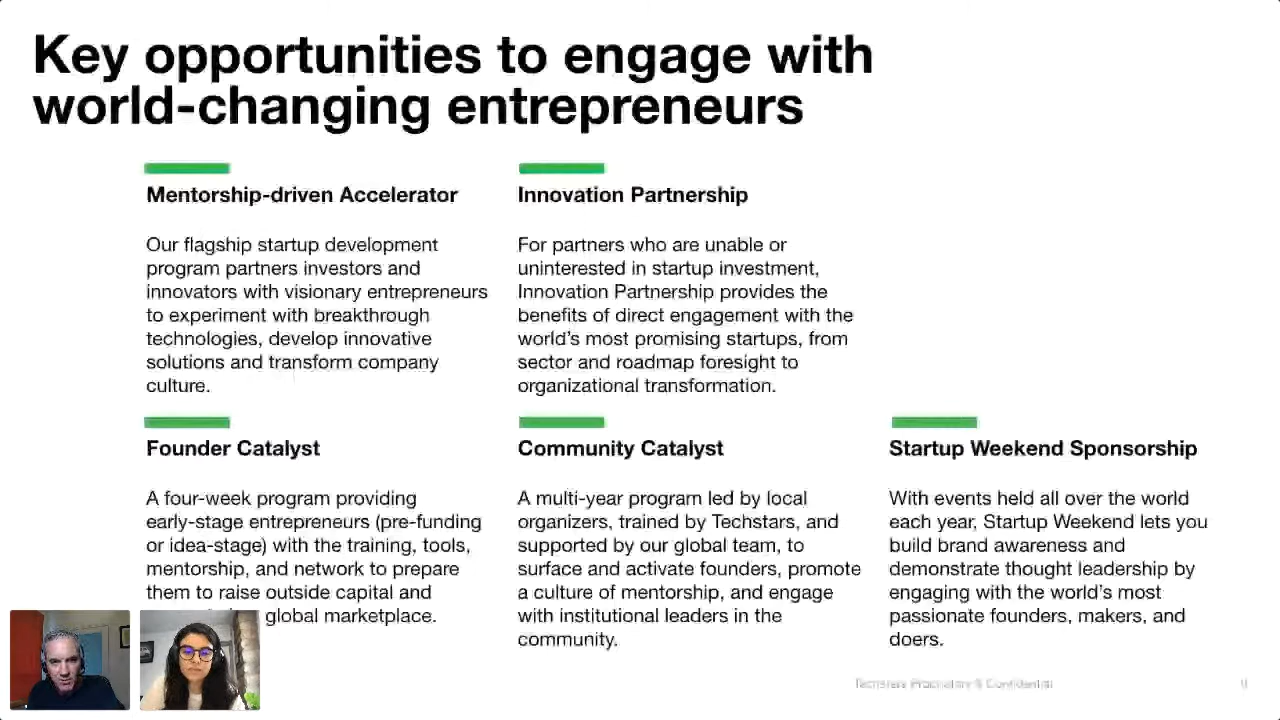 Key opportunities to engage with
world-changing entrepreneurs
Mentorship-driven Accelerator
Our flagship startup development
program partners investors and
innovators with visionary entrepreneurs
to experiment with breakthrough
technologies, develop innovative
solutions and transform company
culture.
Innovation Partnership
For partners who are unable or
uninterested in startup investment,
Innovation Partnership provides the
benefits of direct engagement with the
world's most promising startups, from
sector and roadmap foresight to
organizational transformation.
Founder Catalyst
A four-week program providing
early-stage entrepreneurs (pre-funding
or idea-stage) with the training, tools,
mentorship, and network to prepare
them to raise outside capital and
global marketplace.
Community Catalyst
A multi-year program led by local
organizers, trained by Techstars, and
supported by our global team, to
surface and activate founders, promote
a culture of mentorship, and engage
with institutional leaders in the
community.
Startup Weekend Sponsorship
With events held all over the world
each year, Startup Weekend lets you
build brand awareness and
demonstrate thought leadership by
engaging with the world's most
passionate founders, makers, and
doers.
Techstars Proprietary & Confidential